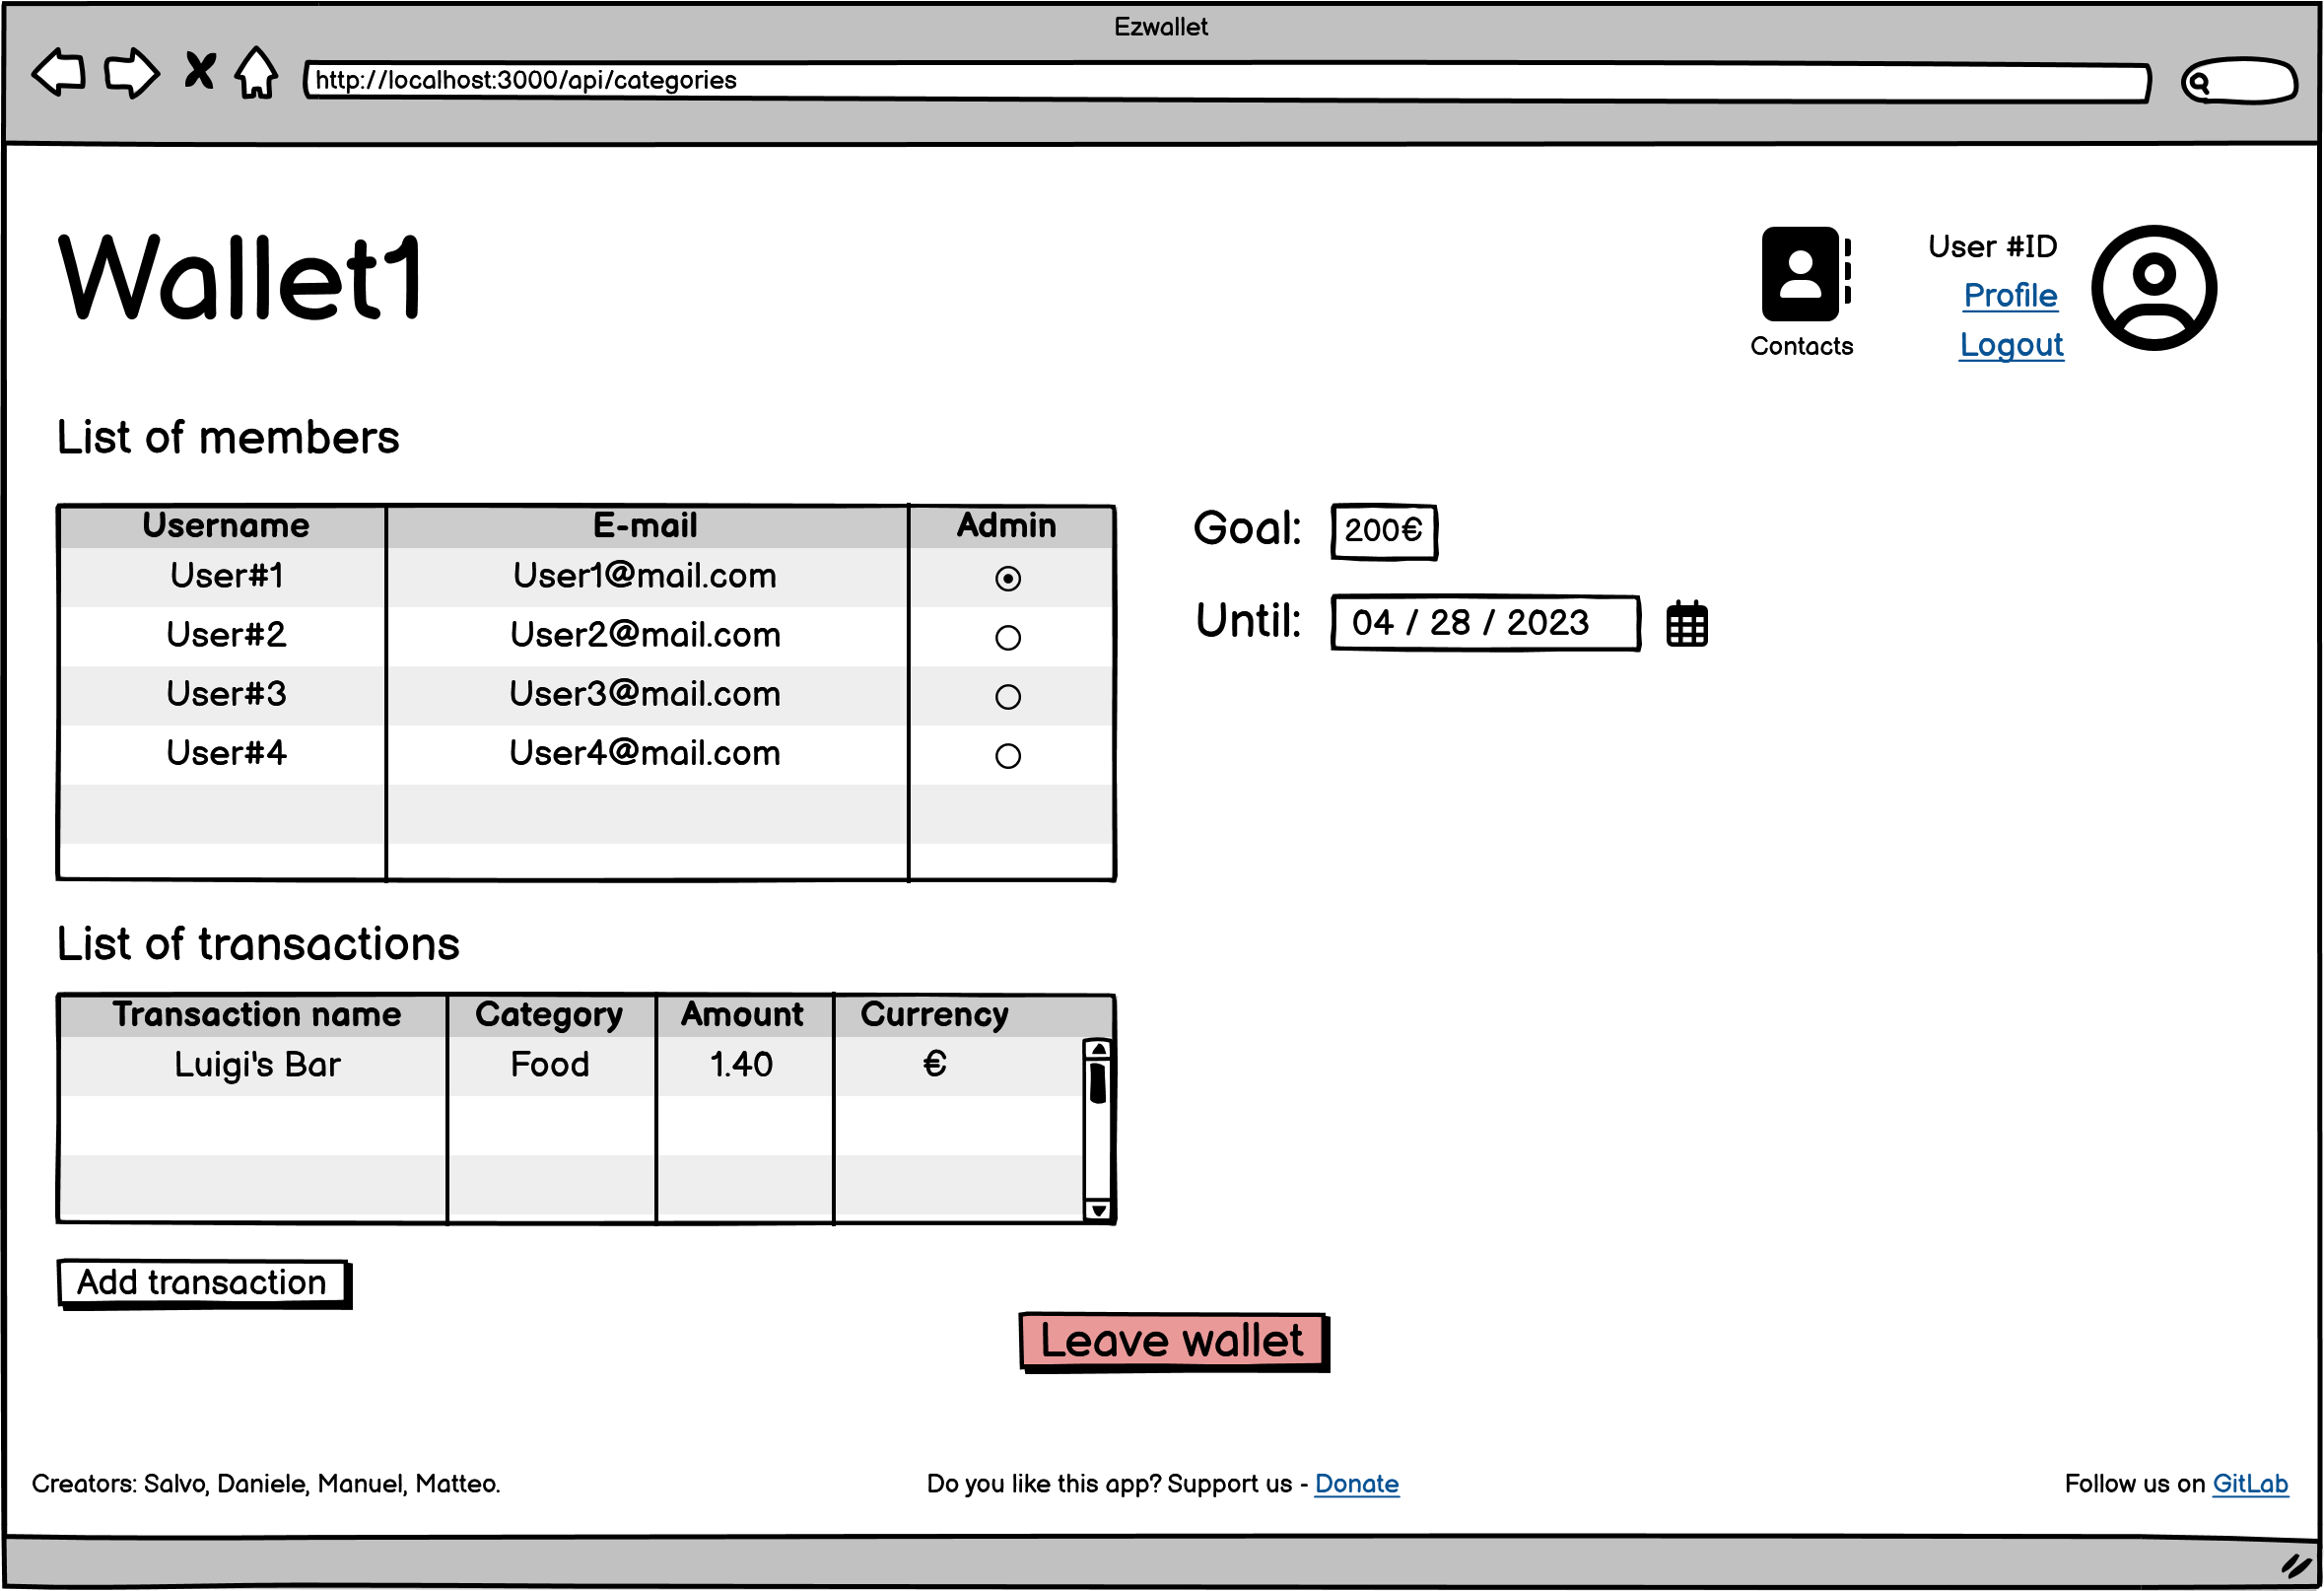 Ezwallet
http://localhost:3000/api/categories
Wallet1
Contacts
User #ID
Profile
Logout
List of members
Username E-mail Admin
User#1 User1@mail.com
User#2 User2@mail.com
User#3 User3@mail.com
User#4 User4@mail.com
Goal: 200€
Until: 04 / 28 / 2023
List of transactions
Transaction name Category Amount Currency
Luigi's Bar Food 1.40 €
Add transaction
Leave wallet
Creators: Salvo, Daniele, Manuel, Matteo.
Do you like this app? Support us - Donate
Follow us on GitLab